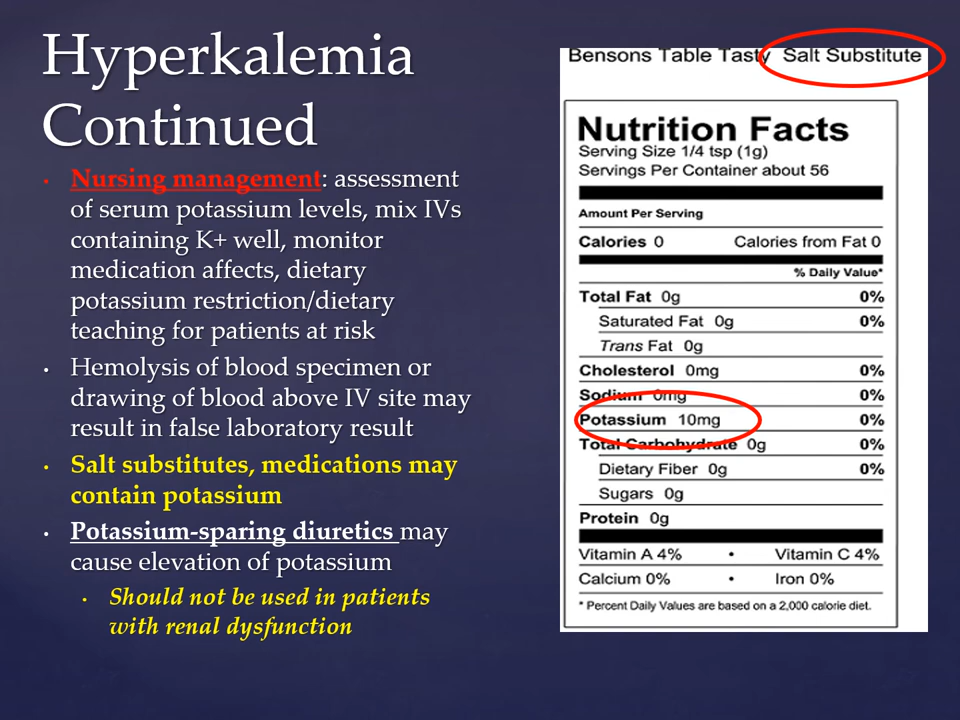 Hyperkalemia
Continued
• Nursing management: assessment
of serum potassium levels, mix IVs
containing K+ well, monitor
medication affects, dietary
potassium restriction/dietary
teaching for patients at risk
• Hemolysis of blood specimen or
drawing of blood above IV site may
result in false laboratory result
• Salt substitutes, medications may
contain potassium
• Potassium-sparing diuretics may
cause elevation of potassium
• Should not be used in patients
with renal dysfunction
Bensons Table Tasty Salt Substitute
Nutrition Facts
Serving Size 1/4 tsp (1g)
Servings Per Container about 56
Amount Per Serving
Calories 0 Calories from Fat 0
% Daily Value*
Total Fat 0g 0%
Saturated Fat 0g 0%
Trans Fat 0g
Cholesterol 0mg 0%
Sodium 0mg 0%
Potassium 10mg 0%
Total Carbohydrate 0g 0%
Dietary Fiber 0g 0%
Sugars 0g
Protein 0g
Vitamin A 4% • Vitamin C 4%
Calcium 0% • Iron 0%
* Percent Daily Values are based on a 2,000 calorie diet.